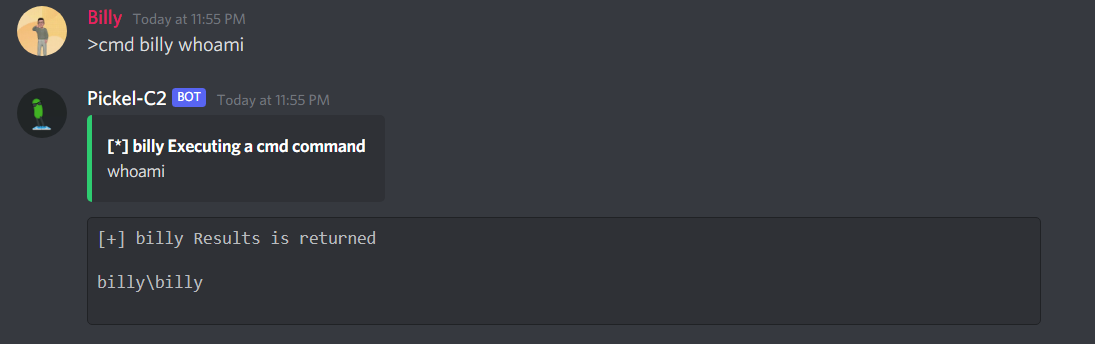 Billy Today at 11:55 PM
>cmd billy whoami
Pickel-C2 BOT Today at 11:55 PM
[*] billy Executing a cmd command
whoami
[+] billy Results is returned
billy\billy